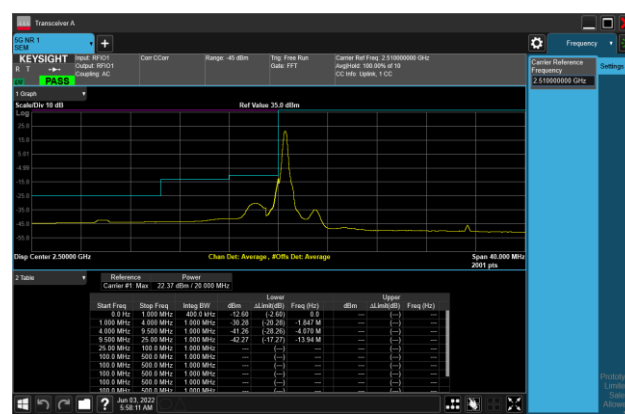 Transceiver A
5G NR 1
SEM
Frequency
KEYSIGHT
R T
PASS
Input: RFIO1
Output: RFIO1
Coupling: AC
Corr CCorr
Range: -45 dBm
Trig: Free Run
Gate: FFT
Carrier Ref Freq: 2.510000000 GHz
Avg|Hold: 100.00% of 10
CC Info: Uplink, 1 CC
Carrier Reference
Frequency
2.510000000 GHz
Settings
1 Graph
Scale/Div 10 dB
Ref Value 35.0 dBm
Log
25.0
15.0
5.01
-4.99
-15.0
-25.0
-35.0
-45.0
-55.0
Disp Center 2.50000 GHz
Chan Det: Average , #Offs Det: Average
Span 40.000 MHz
2001 pts
2 Table
Reference Power
Carrier #1 Max 22.37 dBm / 20.000 MHz
Lower Upper
Start Freq Stop Freq Integ BW dBm ΔLimit(dB) Freq (Hz) dBm ΔLimit(dB) Freq (Hz)
0.0 Hz 1.000 MHz 400.0 kHz -12.60 (-2.60) 0.0 --- (---) ---
1.000 MHz 4.000 MHz 1.000 MHz -30.28 (-20.28) -1.847 M --- (---) ---
4.000 MHz 9.500 MHz 1.000 MHz -41.26 (-28.26) -4.070 M --- (---) ---
9.500 MHz 25.00 MHz 1.000 MHz -42.27 (-17.27) -13.94 M --- (---) ---
25.00 MHz 100.0 MHz 1.000 MHz --- (---) --- --- (---) ---
100.0 MHz 500.0 MHz 1.000 MHz --- (---) --- --- (---) ---
100.0 MHz 500.0 MHz 1.000 MHz --- (---) --- --- (---) ---
100.0 MHz 500.0 MHz 1.000 MHz --- (---) --- --- (---) ---
100.0 MHz 500.0 MHz 1.000 MHz --- (---) --- --- (---) ---
100.0 MHz 500.0 MHz 1.000 MHz --- (---) --- --- (---) ---
?
Jun 03, 2022
5:58:11 AM